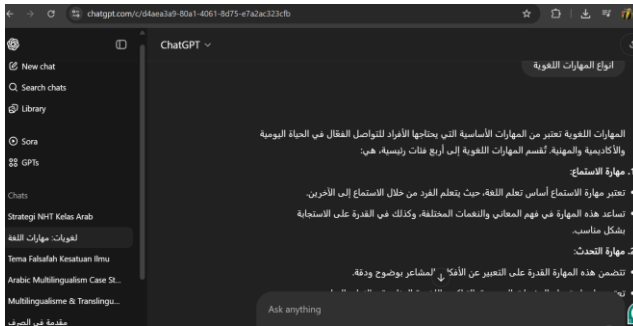 chatgpt.com/c/d4aea3a9-80a1-4061-8d75-e7a2ac323cfb
ChatGPT
New chat
Search chats
Library
Sora
GPTs
Chats
Strategi NHT Kelas Arab
لغويات: مهارات اللغة
Tema Falsafah Kesatuan Ilmu
Arabic Multilingualism Case St...
Multilingualisme & Translingu...
مقدمة في الصرف
انواع المهارات اللغوية
المهارات اللغوية تعتبر من المهارات الأساسية التي يحتاجها الأفراد للتواصل الفعّال في الحياة اليومية
والأكاديمية والمهنية. تُقسم المهارات اللغوية إلى أربع فئات رئيسية، هي:
1. مهارة الاستماع:
• تعتبر مهارة الاستماع أساس تعلم اللغة، حيث يتعلم الفرد من خلال الاستماع إلى الآخرين.
• تساعد هذه المهارة في فهم المعاني والنغمات المختلفة، وكذلك في القدرة على الاستجابة
بشكل مناسب.
2. مهارة التحدث:
• تتضمن هذه المهارة القدرة على التعبير عن بوضوح ودقة.
Ask anything